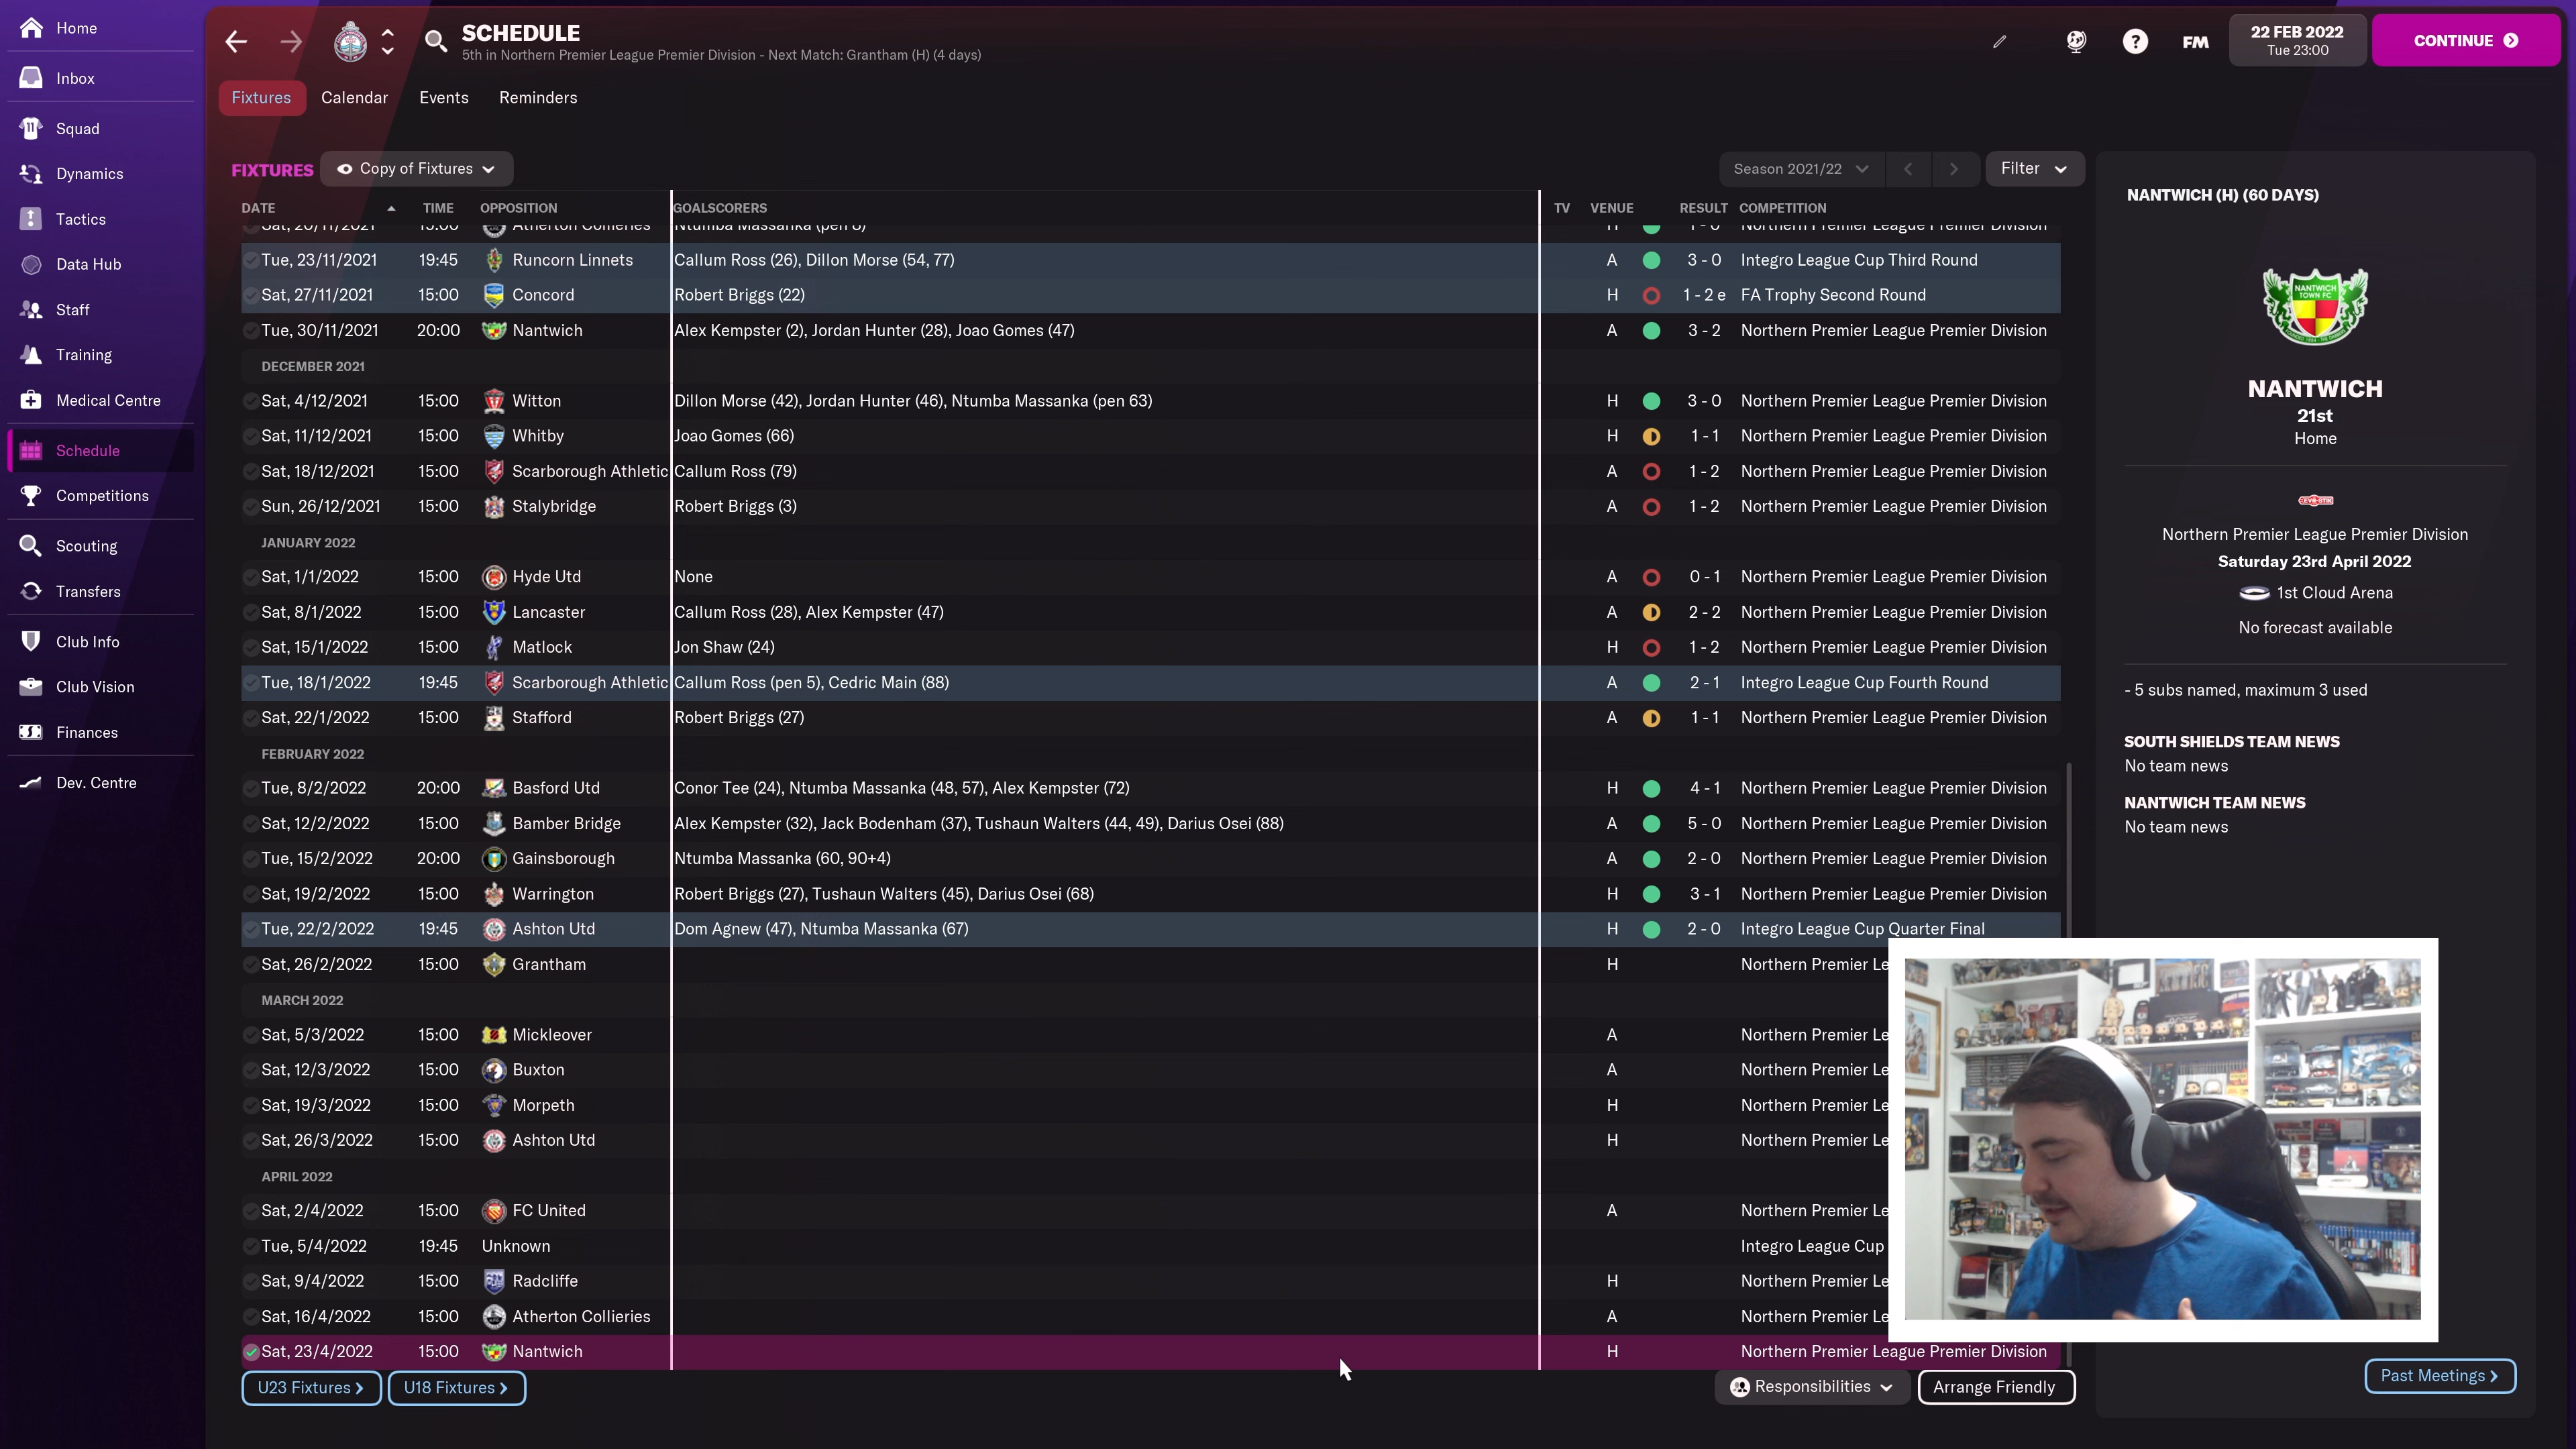 Home
Inbox
Squad
Dynamics
Tactics
Data Hub
Staff
Training
Medical Centre
Schedule
Competitions
Scouting
Transfers
Club Info
Club Vision
Finances
Dev. Centre
SCHEDULE
5th in Northern Premier League Premier Division - Next Match: Grantham (H) (4 days)
FM
22 FEB 2022
Tue 23:00
CONTINUE
Fixtures Calendar Events Reminders
FIXTURES Copy of Fixtures Season 2021/22 Filter
DATE TIME OPPOSITION GOALSCORERS TV VENUE RESULT COMPETITION
Sat, 20/11/2021 15:00 Atherton Collieries Ntumba Massanka (pen 8) H 1 - 0 Northern Premier League Premier Division
Tue, 23/11/2021 19:45 Runcorn Linnets Callum Ross (26), Dillon Morse (54, 77) A 3 - 0 Integro League Cup Third Round
Sat, 27/11/2021 15:00 Concord Robert Briggs (22) H 1 - 2 e FA Trophy Second Round
Tue, 30/11/2021 20:00 Nantwich Alex Kempster (2), Jordan Hunter (28), Joao Gomes (47) A 3 - 2 Northern Premier League Premier Division
DECEMBER 2021
Sat, 4/12/2021 15:00 Witton Dillon Morse (42), Jordan Hunter (46), Ntumba Massanka (pen 63) H 3 - 0 Northern Premier League Premier Division
Sat, 11/12/2021 15:00 Whitby Joao Gomes (66) H 1 - 1 Northern Premier League Premier Division
Sat, 18/12/2021 15:00 Scarborough Athletic Callum Ross (79) A 1 - 2 Northern Premier League Premier Division
Sun, 26/12/2021 15:00 Stalybridge Robert Briggs (3) A 1 - 2 Northern Premier League Premier Division
JANUARY 2022
Sat, 1/1/2022 15:00 Hyde Utd None A 0 - 1 Northern Premier League Premier Division
Sat, 8/1/2022 15:00 Lancaster Callum Ross (28), Alex Kempster (47) A 2 - 2 Northern Premier League Premier Division
Sat, 15/1/2022 15:00 Matlock Jon Shaw (24) H 1 - 2 Northern Premier League Premier Division
Tue, 18/1/2022 19:45 Scarborough Athletic Callum Ross (pen 5), Cedric Main (88) A 2 - 1 Integro League Cup Fourth Round
Sat, 22/1/2022 15:00 Stafford Robert Briggs (27) A 1 - 1 Northern Premier League Premier Division
FEBRUARY 2022
Tue, 8/2/2022 20:00 Basford Utd Conor Tee (24), Ntumba Massanka (48, 57), Alex Kempster (72) H 4 - 1 Northern Premier League Premier Division
Sat, 12/2/2022 15:00 Bamber Bridge Alex Kempster (32), Jack Bodenham (37), Tushaun Walters (44, 49), Darius Osei (88) A 5 - 0 Northern Premier League Premier Division
Tue, 15/2/2022 20:00 Gainsborough Ntumba Massanka (60, 90+4) A 2 - 0 Northern Premier League Premier Division
Sat, 19/2/2022 15:00 Warrington Robert Briggs (27), Tushaun Walters (45), Darius Osei (68) H 3 - 1 Northern Premier League Premier Division
Tue, 22/2/2022 19:45 Ashton Utd Dom Agnew (47), Ntumba Massanka (67) H 2 - 0 Integro League Cup Quarter Final
Sat, 26/2/2022 15:00 Grantham H Northern Premier Le
MARCH 2022
Sat, 5/3/2022 15:00 Mickleover A Northern Premier Le
Sat, 12/3/2022 15:00 Buxton A Northern Premier Le
Sat, 19/3/2022 15:00 Morpeth H Northern Premier Le
Sat, 26/3/2022 15:00 Ashton Utd H Northern Premier Le
APRIL 2022
Sat, 2/4/2022 15:00 FC United A Northern Premier Le
Tue, 5/4/2022 19:45 Unknown Integro League Cup
Sat, 9/4/2022 15:00 Radcliffe H Northern Premier Le
Sat, 16/4/2022 15:00 Atherton Collieries A Northern Premier Le
Sat, 23/4/2022 15:00 Nantwich H Northern Premier League Premier Division
U23 Fixtures U18 Fixtures Responsibilities Arrange Friendly
NANTWICH (H) (60 DAYS)
NANTWICH
TOWN FC
NANTWICH
21st
Home
EVO-STIK
Northern Premier League Premier Division
Saturday 23rd April 2022
1st Cloud Arena
No forecast available
- 5 subs named, maximum 3 used
SOUTH SHIELDS TEAM NEWS
No team news
NANTWICH TEAM NEWS
No team news
Past Meetings